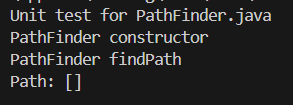 Unit test for PathFinder.java
PathFinder constructor
PathFinder findPath
Path: []